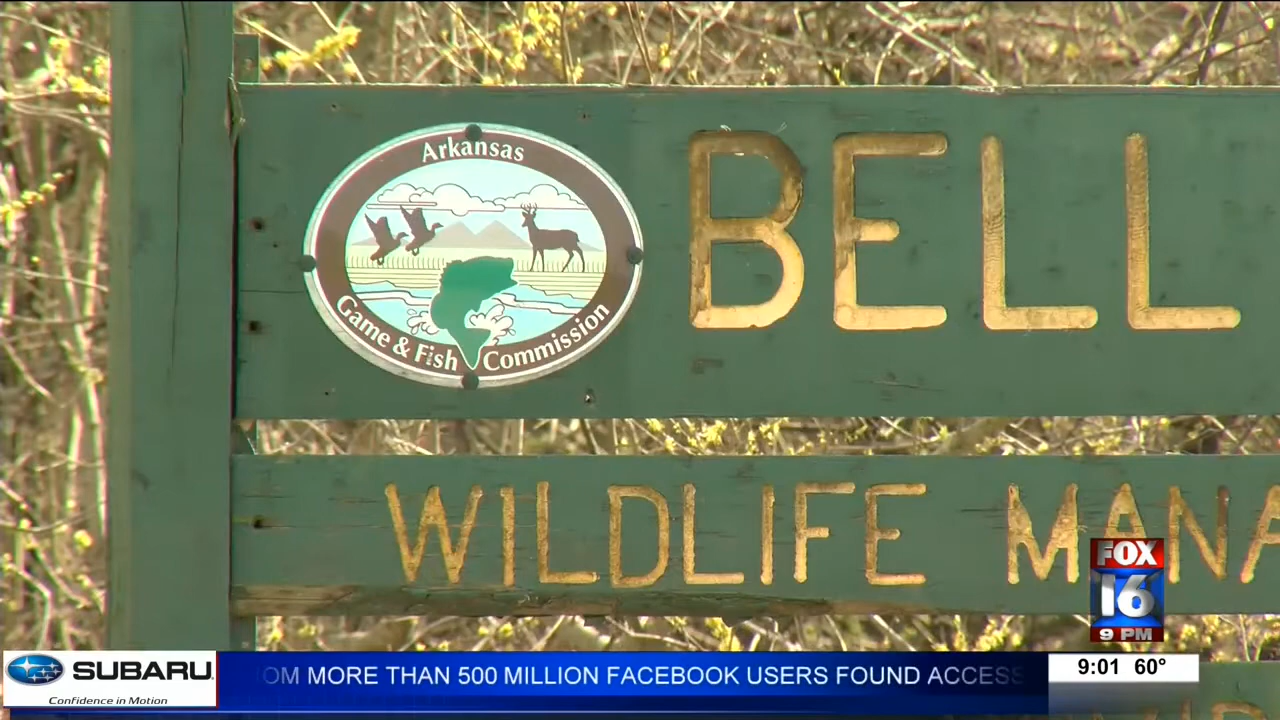 Arkansas
Game & Fish Commission
BELL
WILDLIFE MANA
FOX
16
9 PM
SUBARU
Confidence in Motion
OM MORE THAN 500 MILLION FACEBOOK USERS FOUND ACCESS
9:01 60°